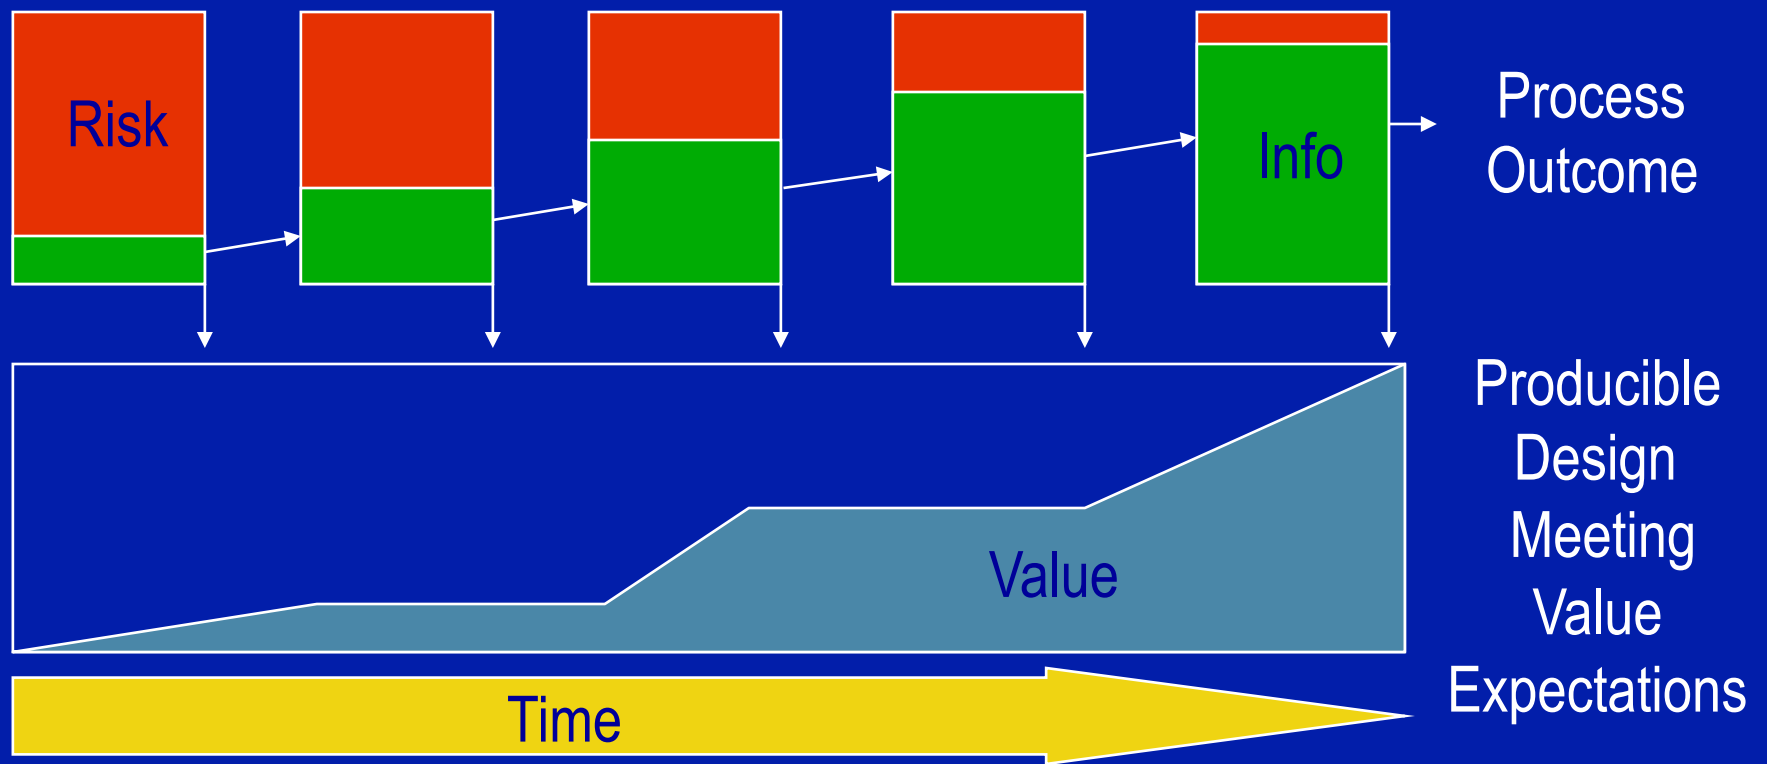 Risk
Info
Process
Outcome
Producible
Design
Meeting
Value
Expectations
Value
Time